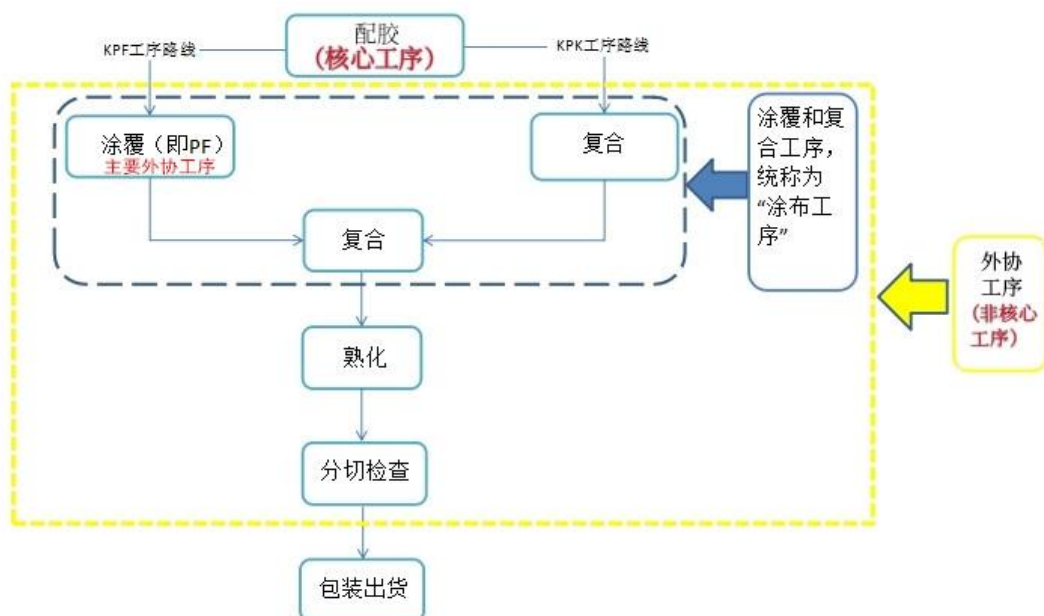 配胶
(核心工序)
KPF工序路线
KPK工序路线
涂覆（即PF）
主要外协工序
复合
涂覆和复
合工序，
统称为
“涂布工
序”
复合
外协
工序
(非核心
工序)
熟化
分切检查
包装出货